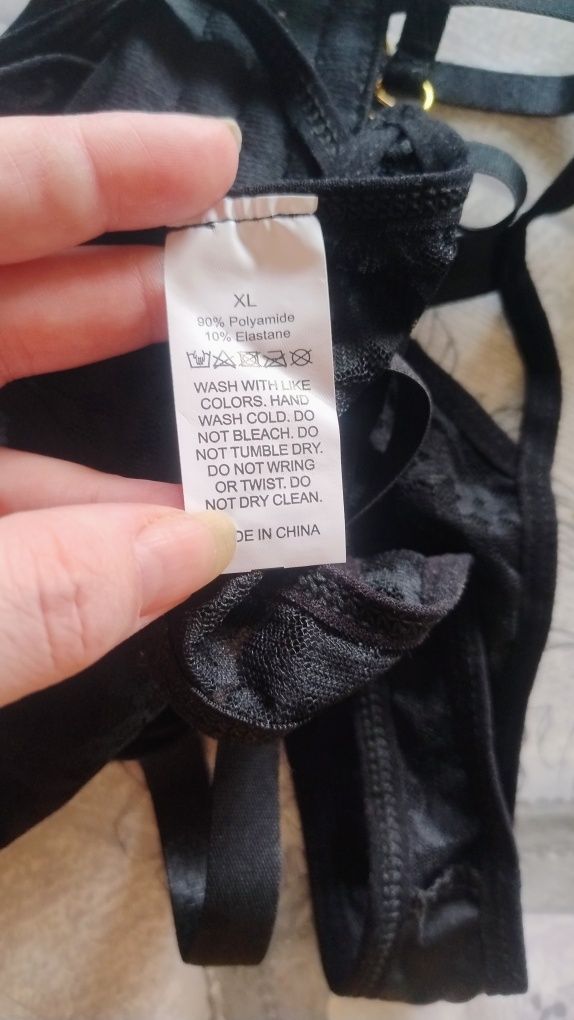 XL
90% Polyamide
10% Elastane
WASH WITH LIKE
COLORS. HAND
WASH COLD. DO
NOT BLEACH. DO
NOT TUMBLE DRY.
DO NOT WRING
OR TWIST. DO
NOT DRY CLEAN.
DE IN CHINA